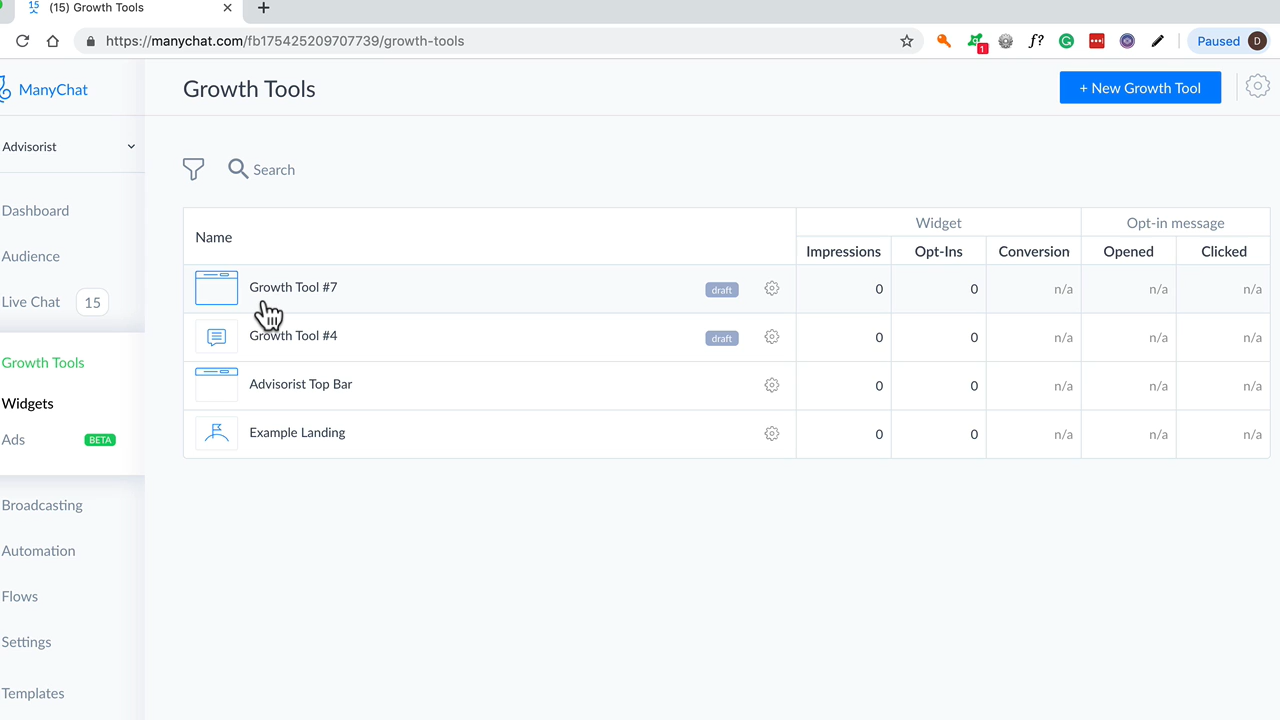 15 (15) Growth Tools
https://manychat.com/fb175425209707739/growth-tools
1
f?
Paused D
ManyChat
Growth Tools
+ New Growth Tool
Advisorist
Search
Dashboard
Audience
Live Chat 15
Growth Tools
Widgets
Ads BETA
Broadcasting
Automation
Flows
Settings
Templates
Name Widget Opt-in message
Impressions Opt-Ins Conversion Opened Clicked
Growth Tool #7 draft 0 0 n/a n/a n/a
Growth Tool #4 draft 0 0 n/a n/a n/a
Advisorist Top Bar 0 0 n/a n/a n/a
Example Landing 0 0 n/a n/a n/a